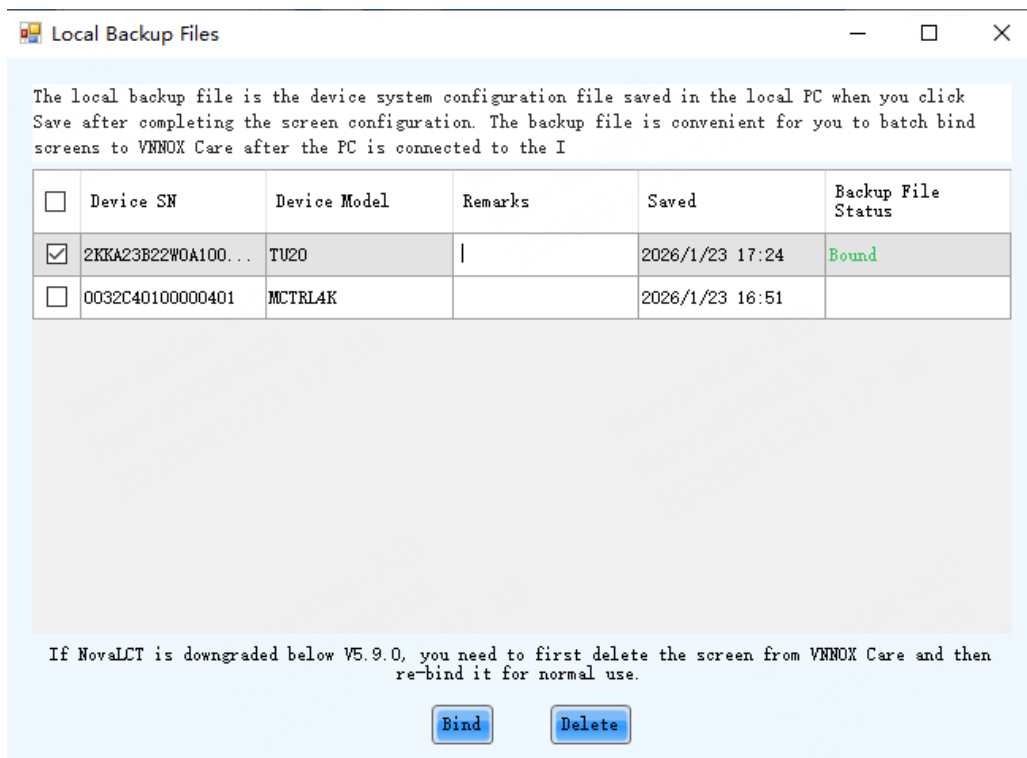 Local Backup Files
The local backup file is the device system configuration file saved in the local PC when you click
Save after completing the screen configuration. The backup file is convenient for you to batch bind
screens to VNNOX Care after the PC is connected to the I
Device SN Device Model Remarks Saved Backup File Status
2KKA23B22W0A100... TU20 2026/1/23 17:24 Bound
0032C40100000401 MCTRL4K 2026/1/23 16:51
If NovaLCT is downgraded below V5.9.0, you need to first delete the screen from VNNOX Care and then
re-bind it for normal use.
Bind Delete